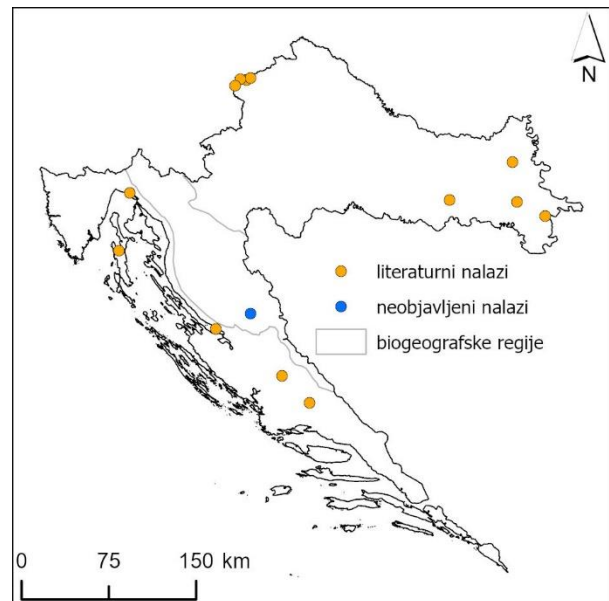 N
literaturni nalazi
neobjavljeni nalazi
biogeografske regije
0 75 150 km